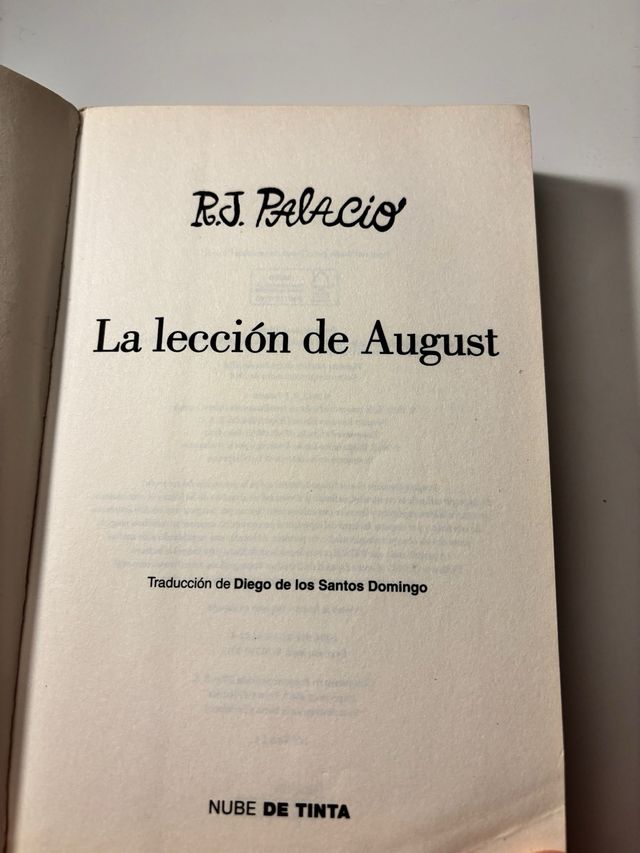 R.J. PALACIO
La lección de August
Traducción de Diego de los Santos Domingo
NUBE DE TINTA